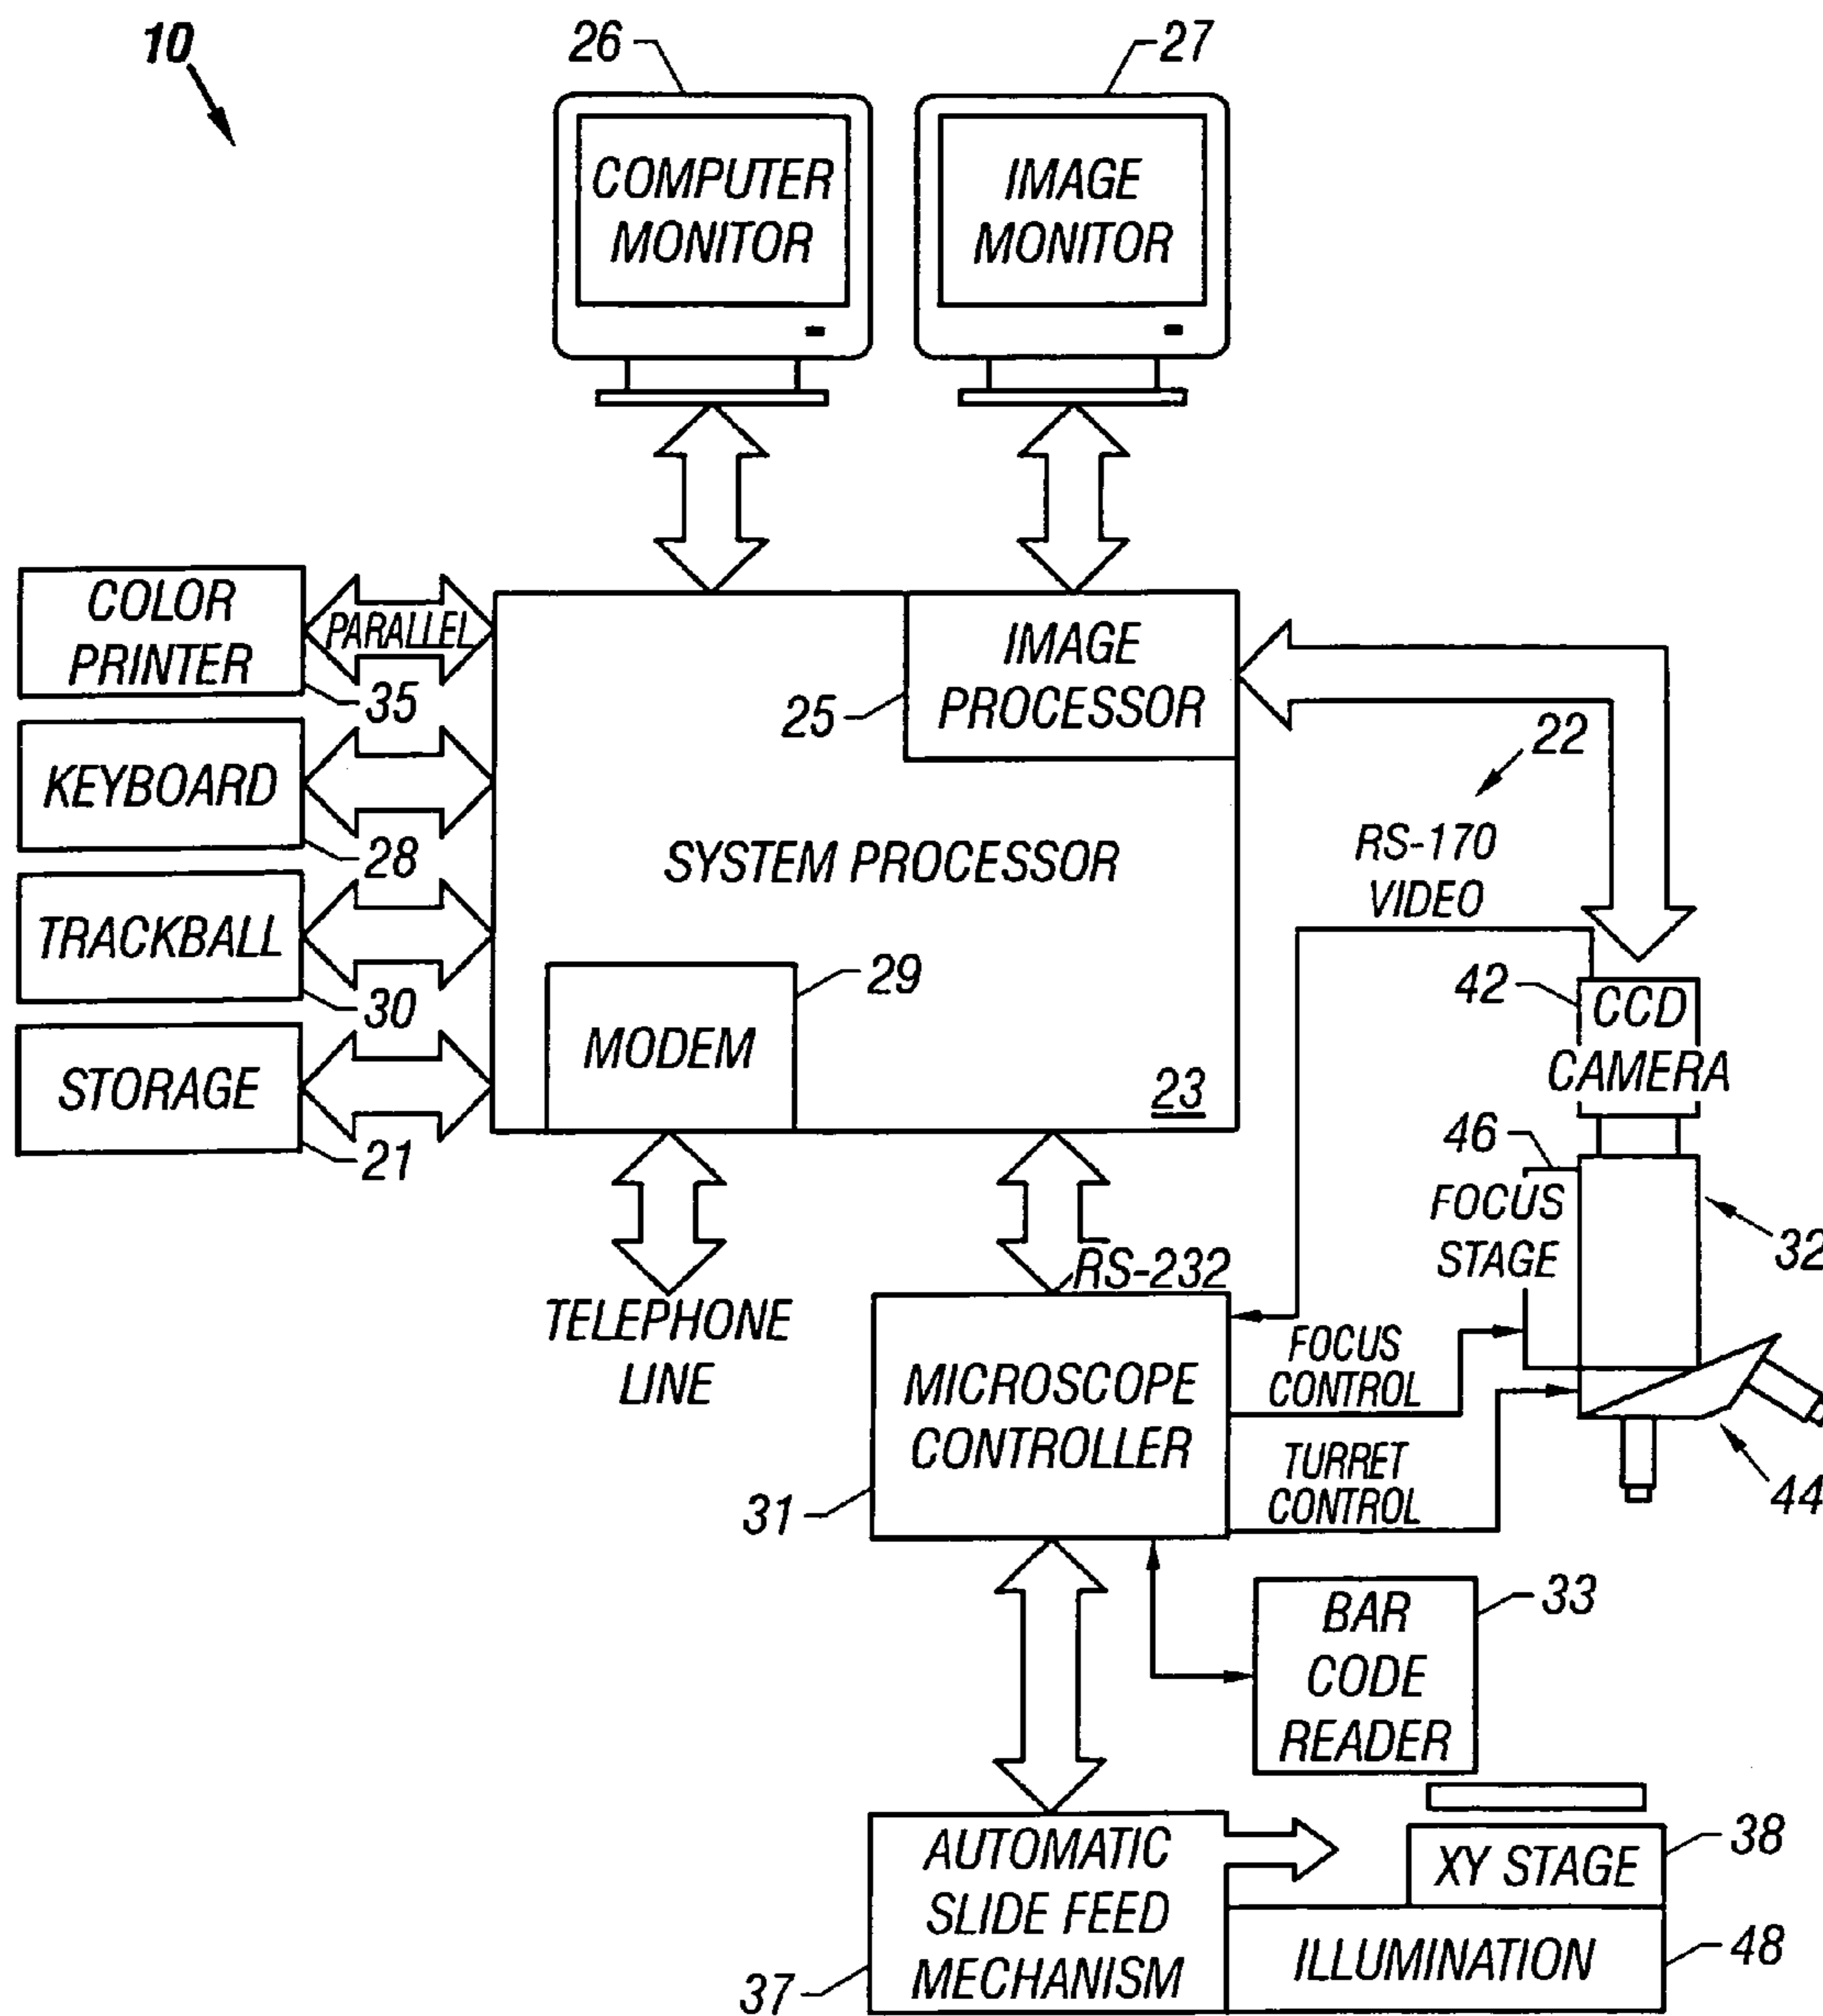 10
26
27
COMPUTER
MONITOR
IMAGE
MONITOR
COLOR
PRINTER
PARALLEL
35
KEYBOARD
28
TRACKBALL
30
STORAGE
21
IMAGE
PROCESSOR
25
SYSTEM PROCESSOR
MODEM
29
23
22
RS-170
VIDEO
42
CCD
CAMERA
46
FOCUS
STAGE
32
44
TELEPHONE
LINE
RS-232
MICROSCOPE
CONTROLLER
31
FOCUS
CONTROL
TURRET
CONTROL
BAR
CODE
READER
33
AUTOMATIC
SLIDE FEED
MECHANISM
37
XY STAGE
38
ILLUMINATION
48